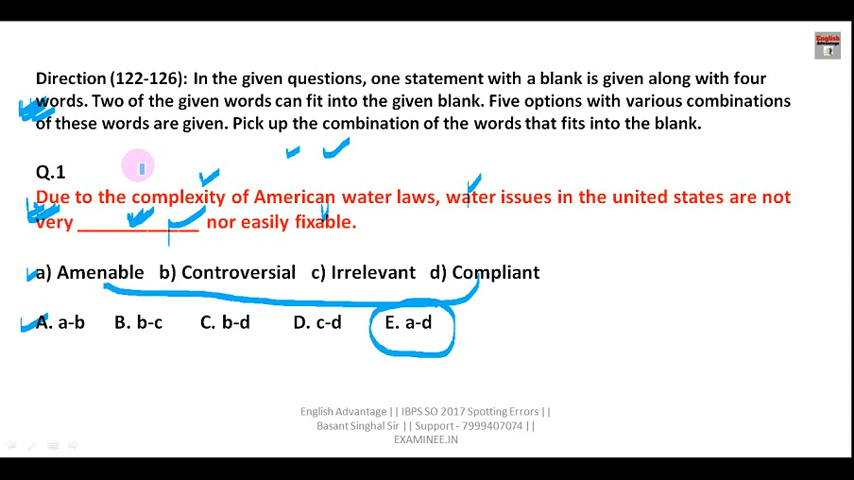 English
Advantage
Direction (122-126): In the given questions, one statement with a blank is given along with four
words. Two of the given words can fit into the given blank. Five options with various combinations
of these words are given. Pick up the combination of the words that fits into the blank.
Q.1
Due to the complexity of American water laws, water issues in the united states are not
very ______________ nor easily fixable.
a) Amenable b) Controversial c) Irrelevant d) Compliant
A. a-b B. b-c C. b-d D. c-d E. a-d
English Advantage || IBPS SO 2017 Spotting Errors ||
Basant Singhal Sir || Support - 7999407074 ||
EXAMINEE.IN